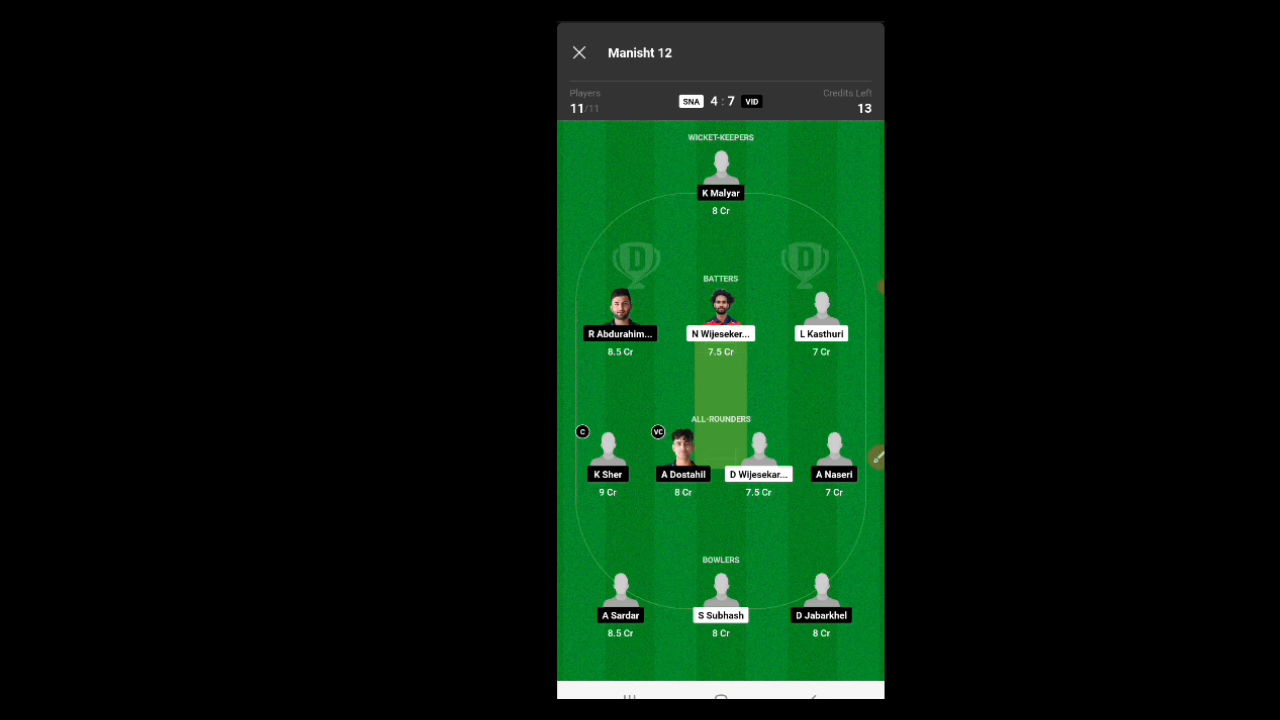 Manisht 12
Players
Credits Left
11/11
SNA 4 : 7 VID
13
WICKET-KEEPERS
K Malyar
8 Cr
D
D
BATTERS
R Abdurahim...
N Wijeseker...
L Kasthuri
8.5 Cr
7.5 Cr
7 Cr
ALL-ROUNDERS
C
VC
K Sher
A Dostahil
D Wijesekar...
A Naseri
9 Cr
8 Cr
7.5 Cr
7 Cr
BOWLERS
A Sardar
S Subhash
D Jabarkhel
8.5 Cr
8 Cr
8 Cr